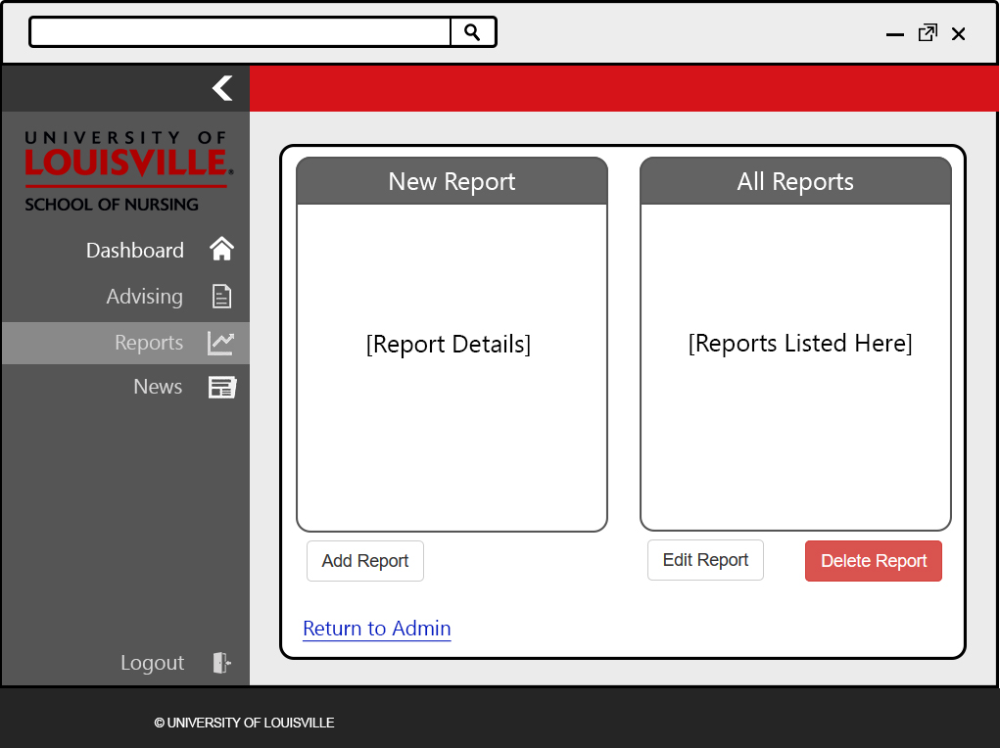 UNIVERSITY OF
LOUISVILLE.
SCHOOL OF NURSING
Dashboard
Advising
Reports
News
Logout
New Report
[Report Details]
Add Report
All Reports
[Reports Listed Here]
Edit Report
Delete Report
Return to Admin
© UNIVERSITY OF LOUISVILLE